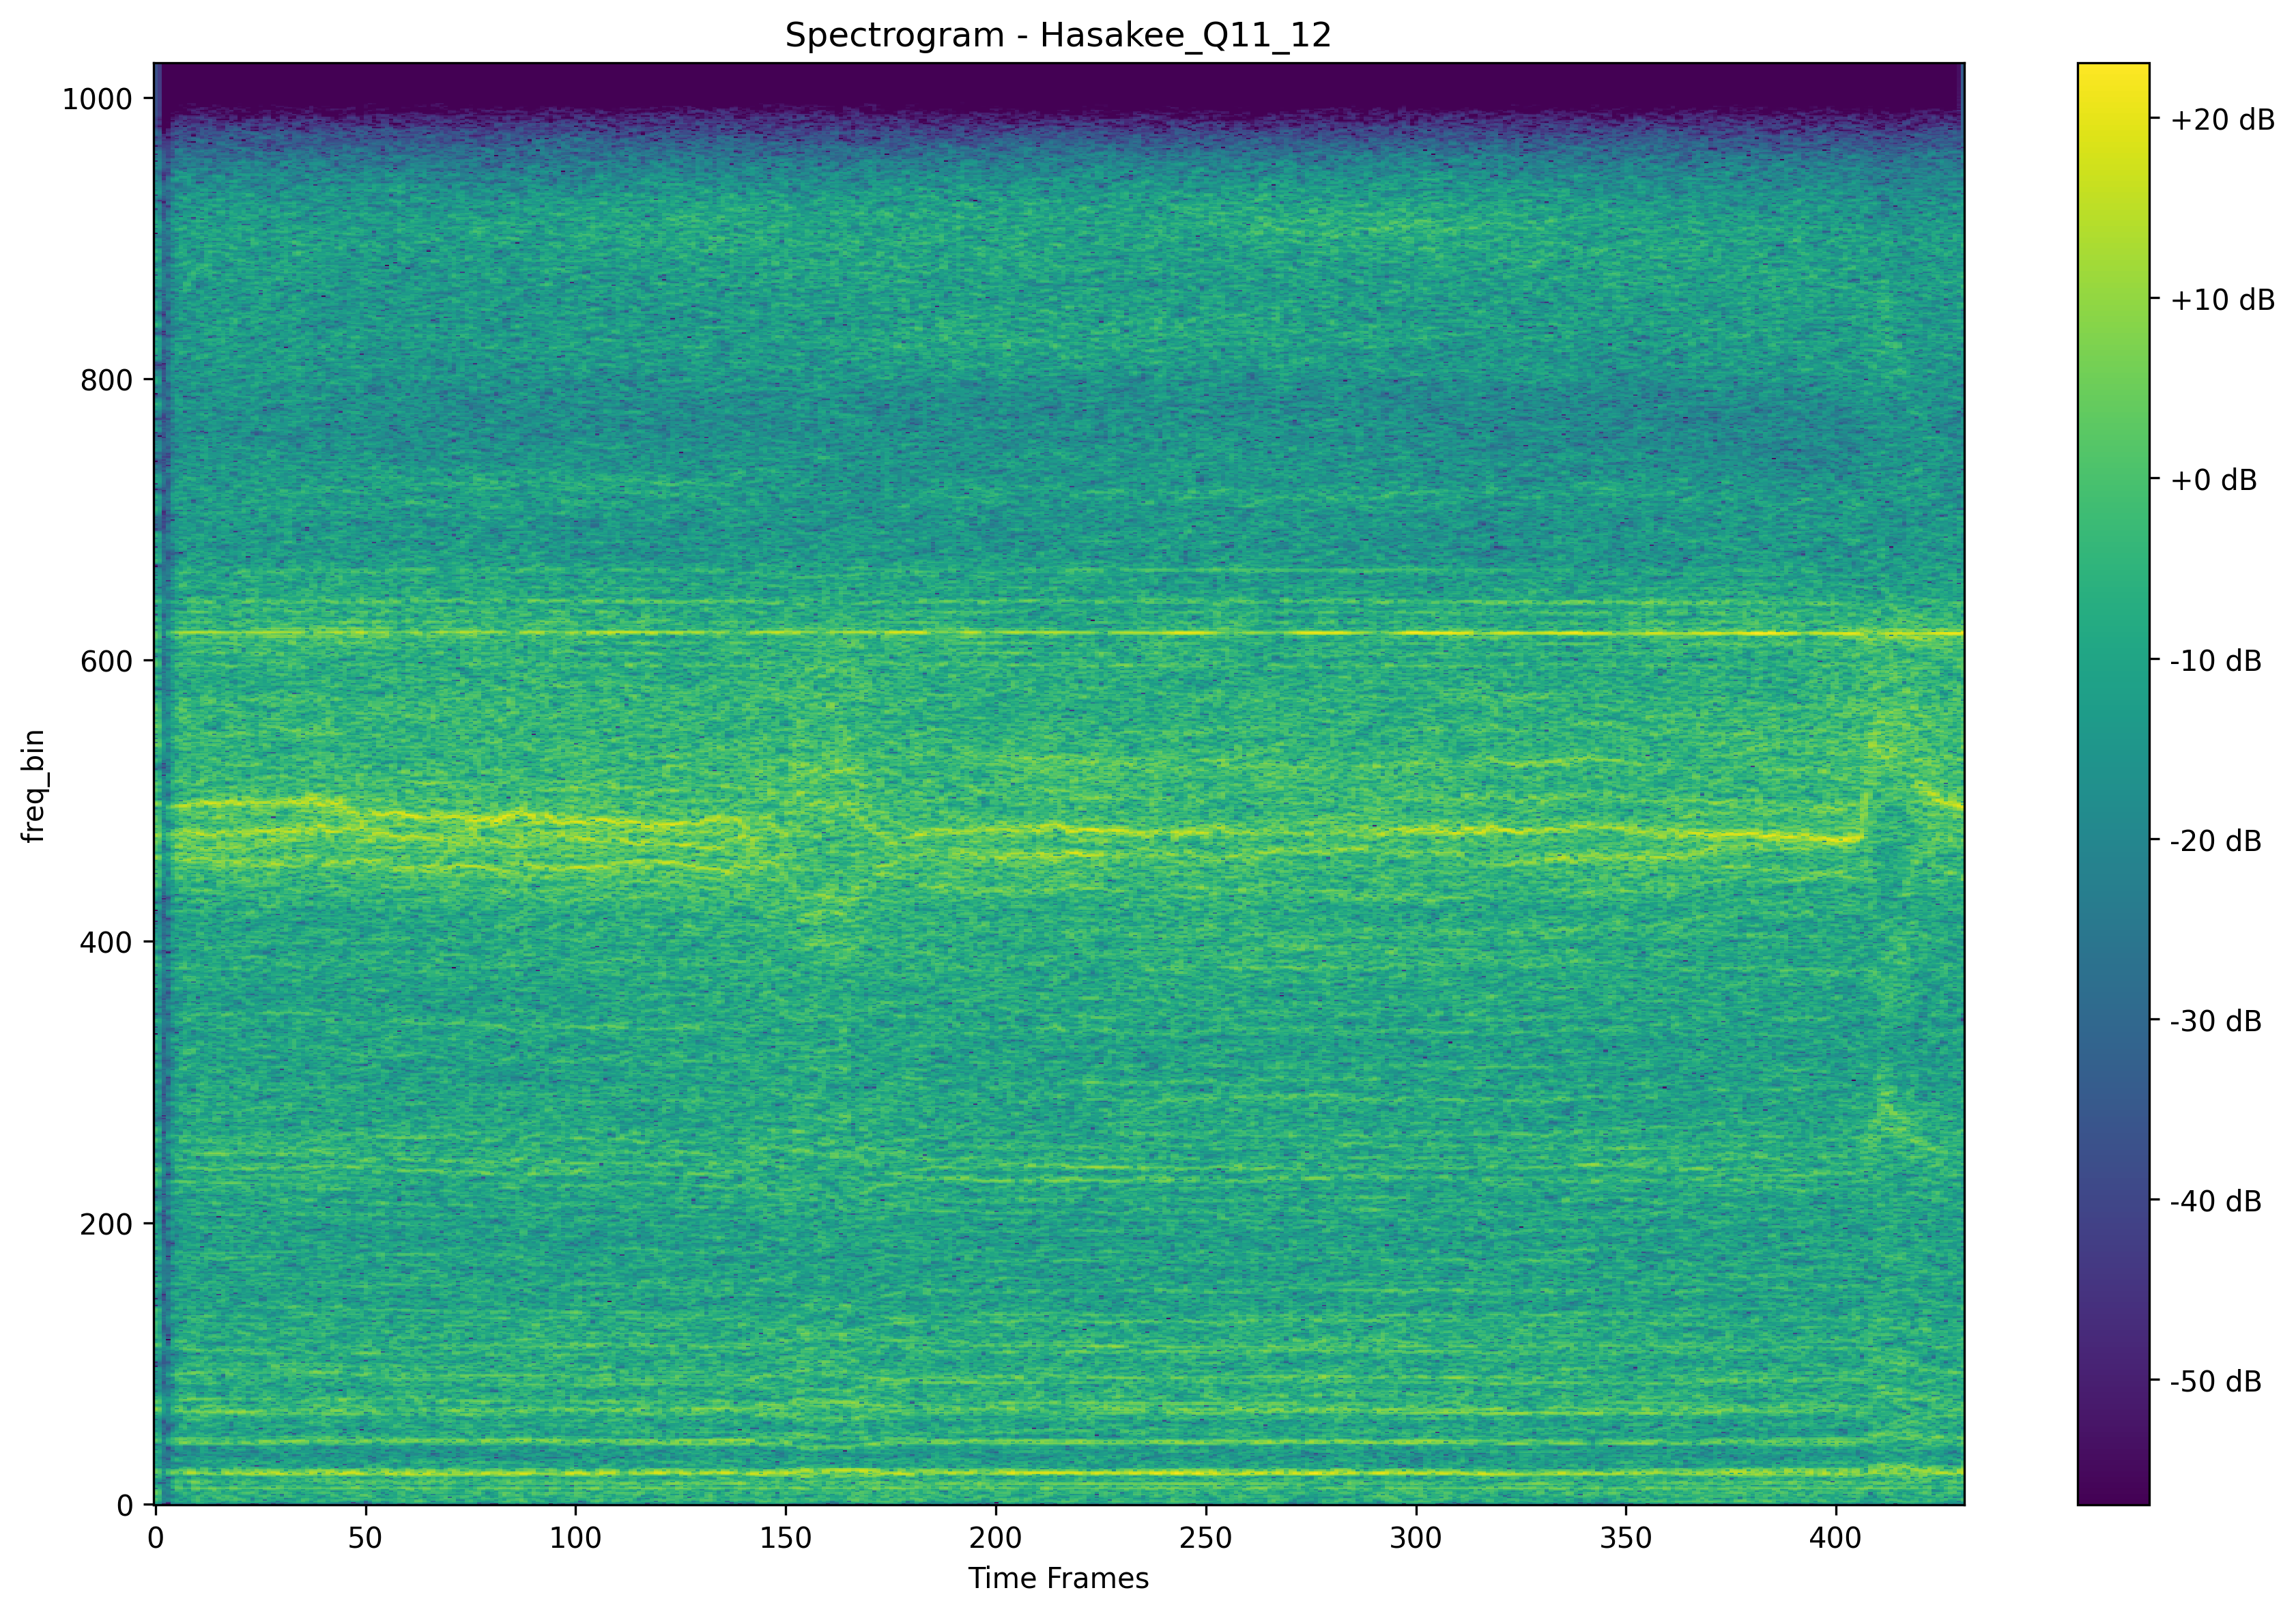 Spectrogram - Hasakee_Q11_12
1000
800
600
400
200
0
freq_bin
0 50 100 150 200 250 300 350 400
Time Frames
+20 dB
+10 dB
+0 dB
-10 dB
-20 dB
-30 dB
-40 dB
-50 dB